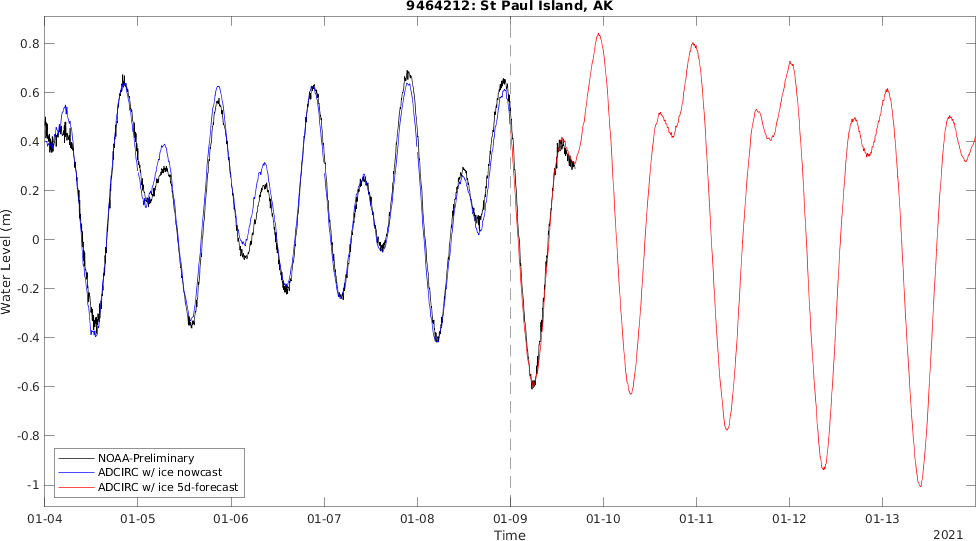 9464212: St Paul Island, AK
Water Level (m)
0.8
0.6
0.4
0.2
0
-0.2
-0.4
-0.6
-0.8
-1
NOAA-Preliminary
ADCIRC w/ ice nowcast
ADCIRC w/ ice 5d-forecast
01-04 01-05 01-06 01-07 01-08 01-09 01-10 01-11 01-12 01-13
Time
2021